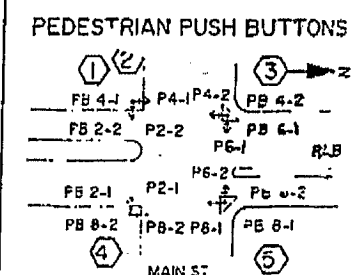 PEDESTRIAN PUSH BUTTONS
1 2 3 N
PB 4-1 P4-1 P4-2 PB 4-2
PB 2-2 P2-2 PB 6-1
P6-1
P6-2
PB 2-1 P2-1
PB 8-2 P8-2 P8-1 PB 8-1
4 5
MAIN ST